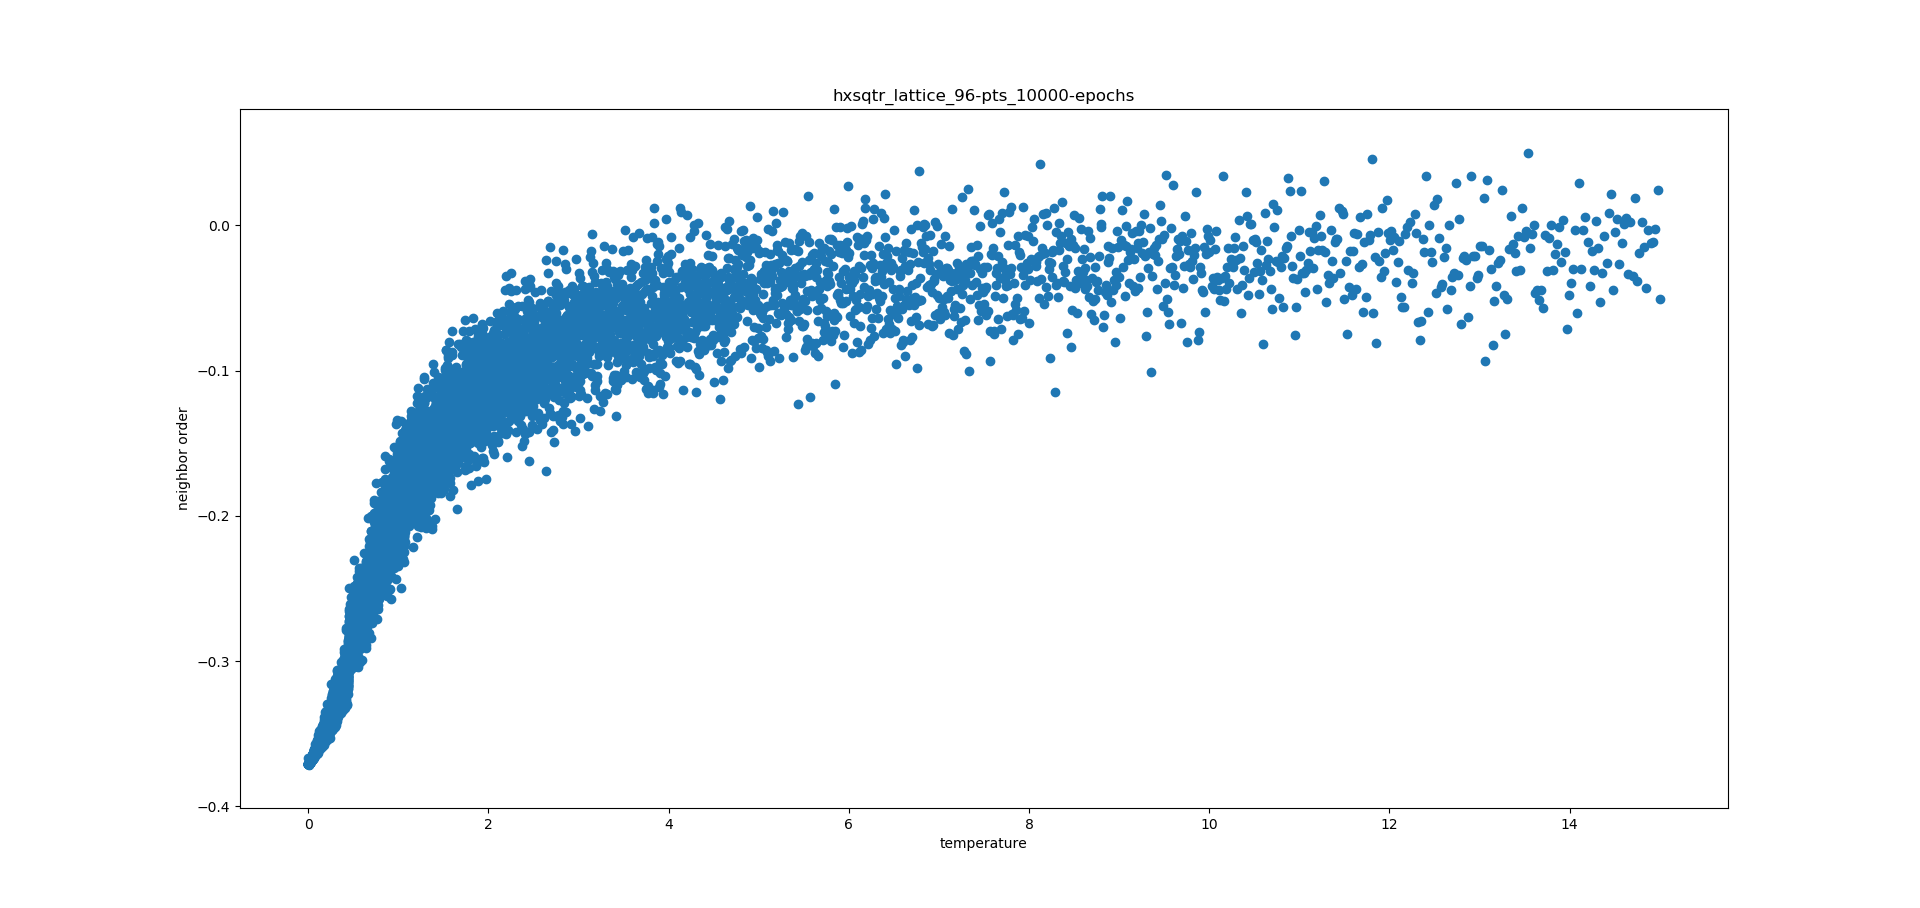 hxsqtr_lattice_96-pts_10000-epochs
0.0
−0.1
−0.2
−0.3
−0.4
neighbor order
0 2 4 6 8 10 12 14
temperature